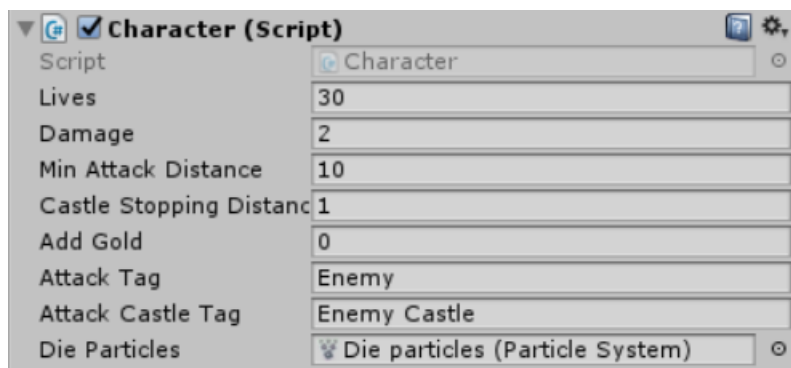 Character (Script)
Script Character
Lives 30
Damage 2
Min Attack Distance 10
Castle Stopping Distanc 1
Add Gold 0
Attack Tag Enemy
Attack Castle Tag Enemy Castle
Die Particles Die particles (Particle System)